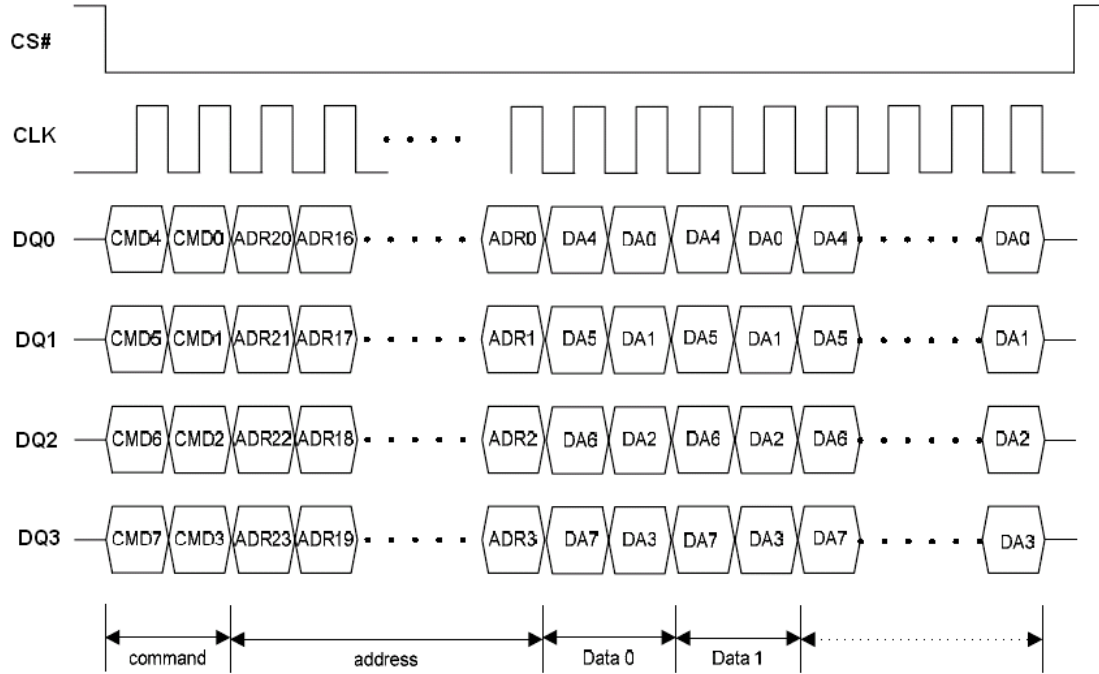 CS#
CLK
DQ0 CMD4 CMD0 ADR20 ADR16 ADR0 DA4 DA0 DA4 DA0 DA4 DA0
DQ1 CMD5 CMD1 ADR21 ADR17 ADR1 DA5 DA1 DA5 DA1 DA5 DA1
DQ2 CMD6 CMD2 ADR22 ADR18 ADR2 DA6 DA2 DA6 DA2 DA6 DA2
DQ3 CMD7 CMD3 ADR23 ADR19 ADR3 DA7 DA3 DA7 DA3 DA7 DA3
command address Data 0 Data 1